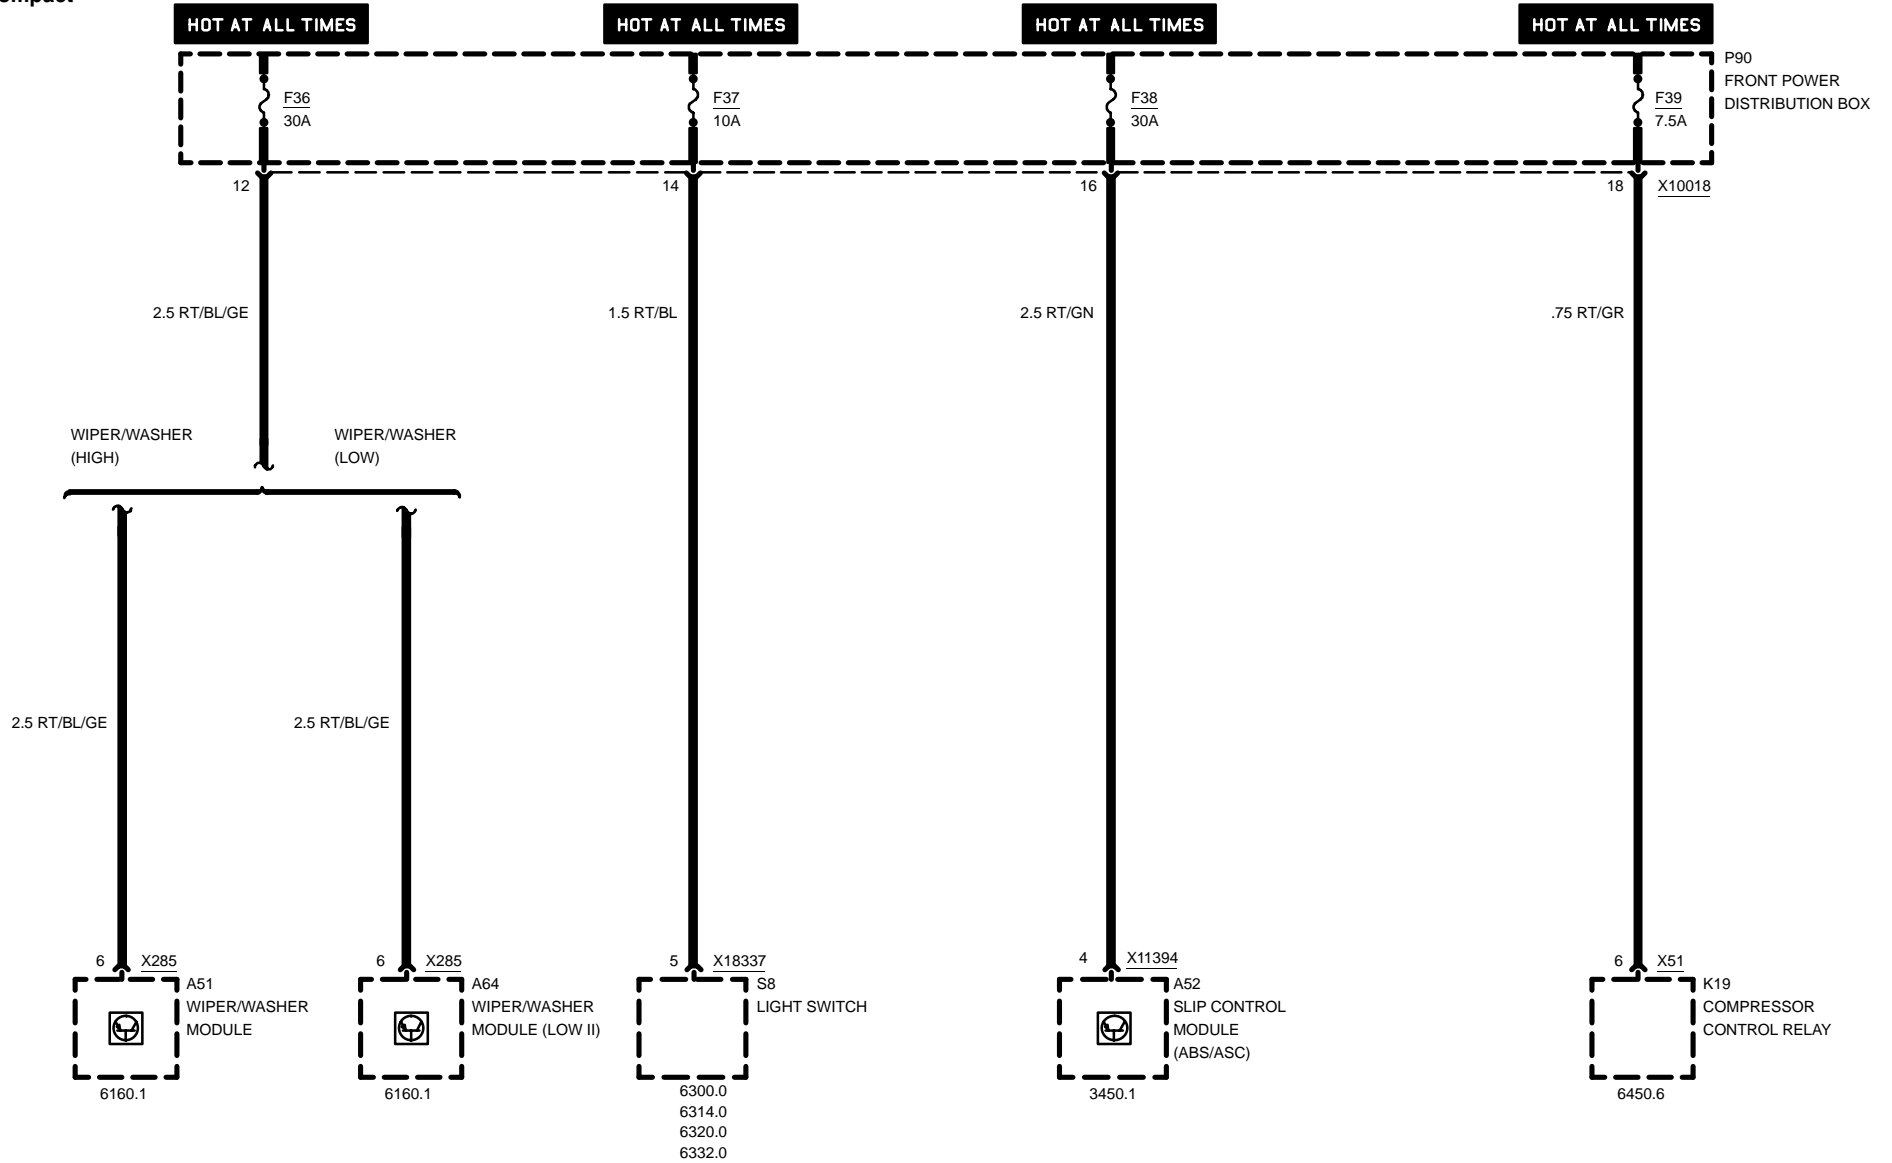 HOT AT ALL TIMES
HOT AT ALL TIMES
HOT AT ALL TIMES
HOT AT ALL TIMES
P90
FRONT POWER
DISTRIBUTION BOX
F36
30A
F37
10A
F38
30A
F39
7.5A
12
14
16
18
X10018
2.5 RT/BL/GE
1.5 RT/BL
2.5 RT/GN
.75 RT/GR
WIPER/WASHER
(HIGH)
WIPER/WASHER
(LOW)
2.5 RT/BL/GE
2.5 RT/BL/GE
6
X285
A51
WIPER/WASHER
MODULE
6160.1
6
X285
A64
WIPER/WASHER
MODULE (LOW II)
6160.1
5
X18337
S8
LIGHT SWITCH
6300.0
6314.0
6320.0
6332.0
4
X11394
A52
SLIP CONTROL
MODULE
(ABS/ASC)
3450.1
6
X51
K19
COMPRESSOR
CONTROL RELAY
6450.6